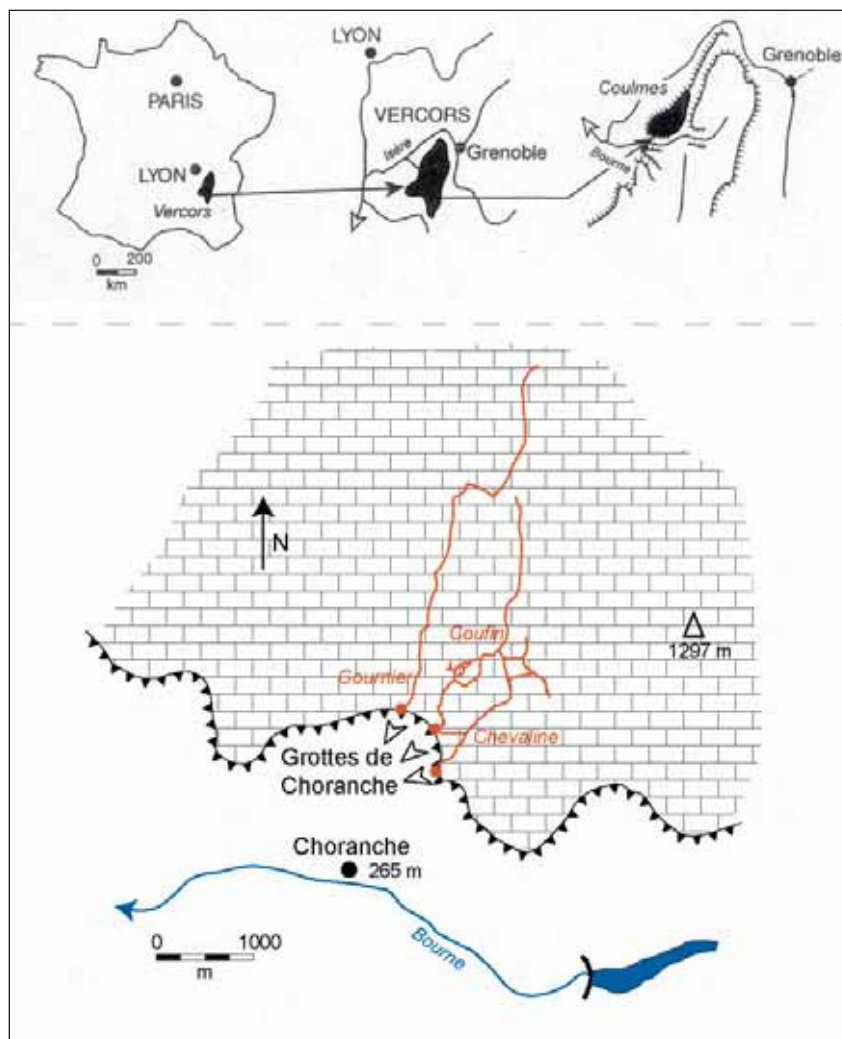 LYON
PARIS
LYON
Vercors
0 200
km
VERCORS
Isère
Grenoble
Coulmes
Grenoble
Bourne
N
1297 m
Coufin
Gournier
Chevaline
Grottes de
Choranche
Choranche
265 m
Bourne
0 1000
m